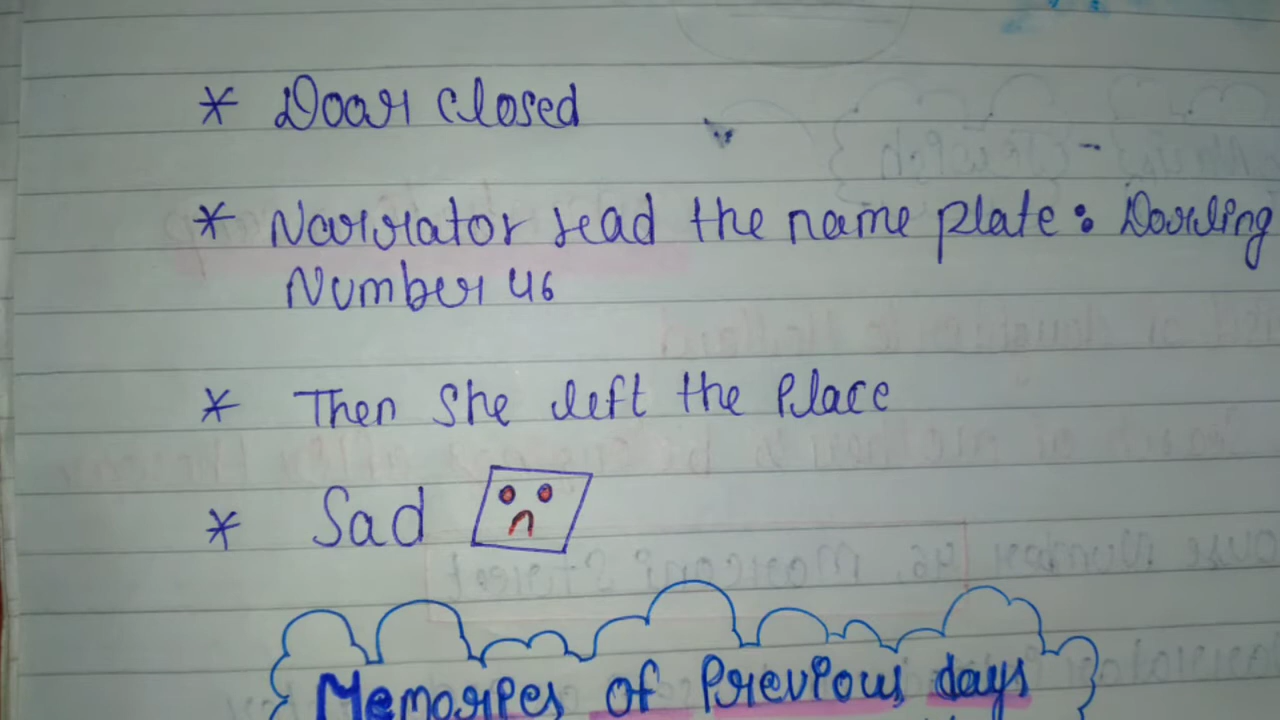 * Door closed
* Narrator read the name plate : Dorling
Number 46
* Then She left the Place
* Sad
Memories of Previous days